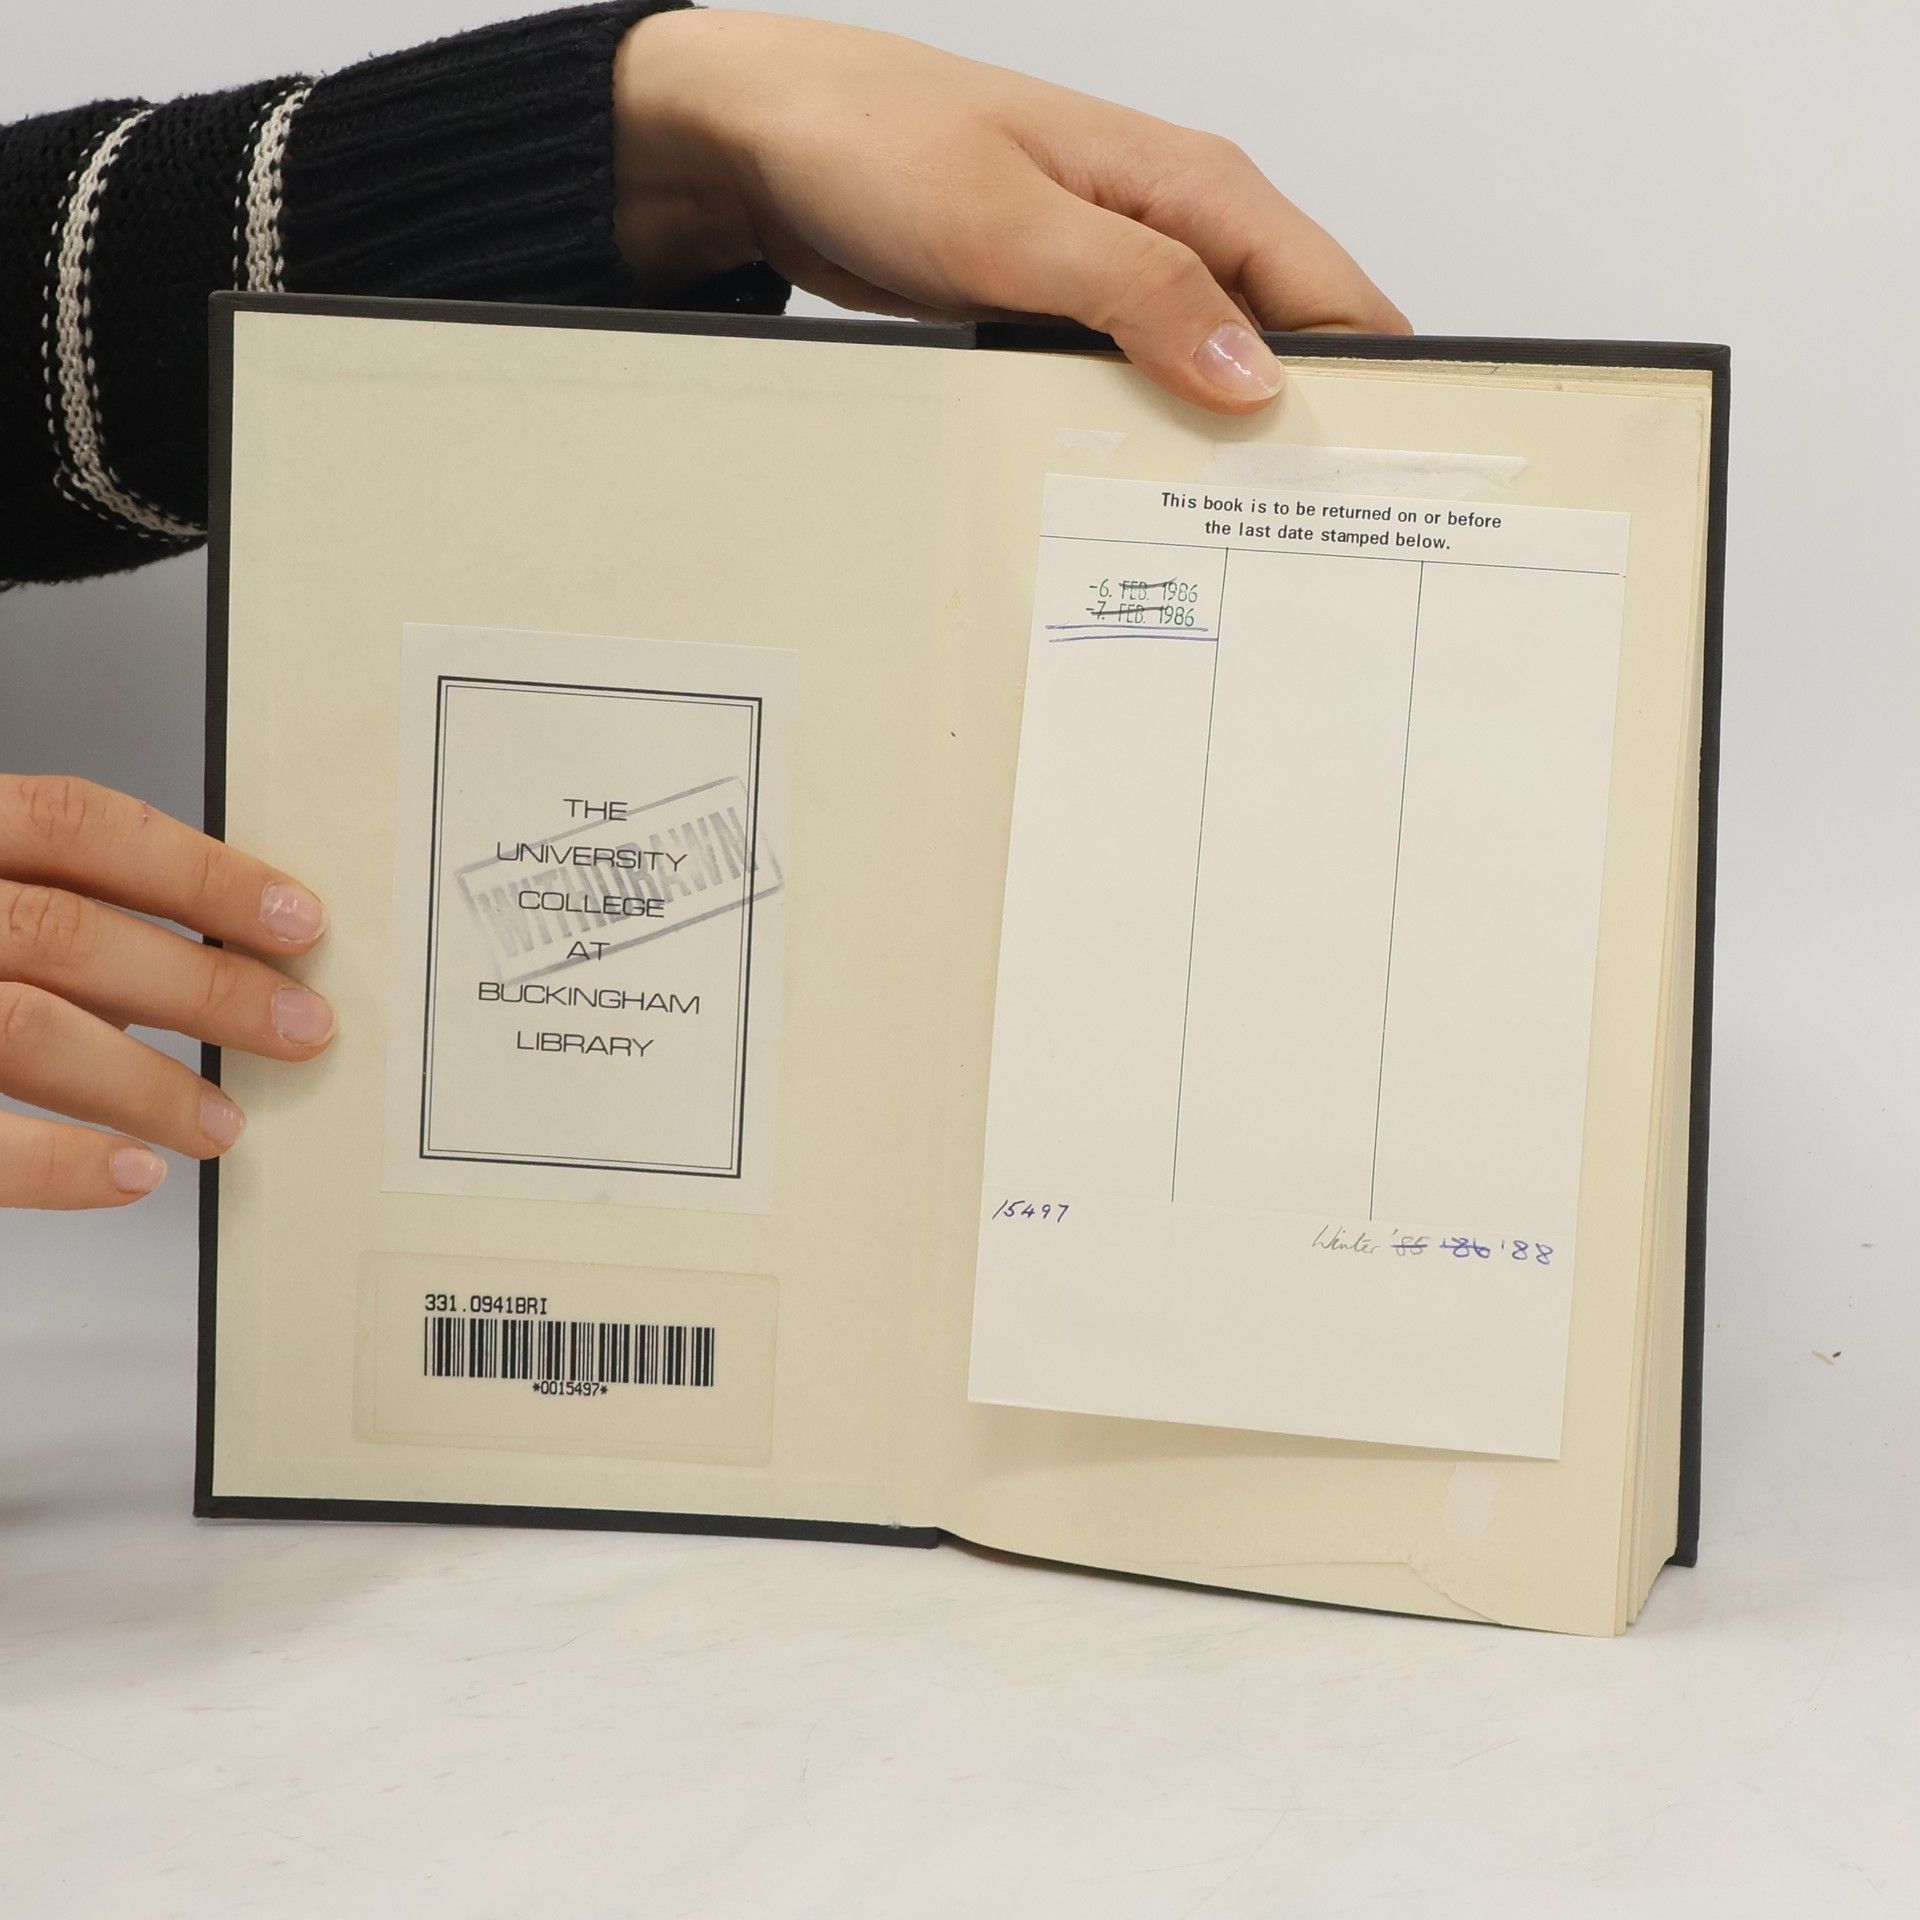 THE
UNIVERSITY
COLLEGE
AT
BUCKINGHAM
LIBRARY
WITHDRAWN
331.0941BRI
*0015497*
This book is to be returned on or before
the last date stamped below.
-6. FEB. 1986
-7. FEB. 1986
15497
Winter '85 '86 '88